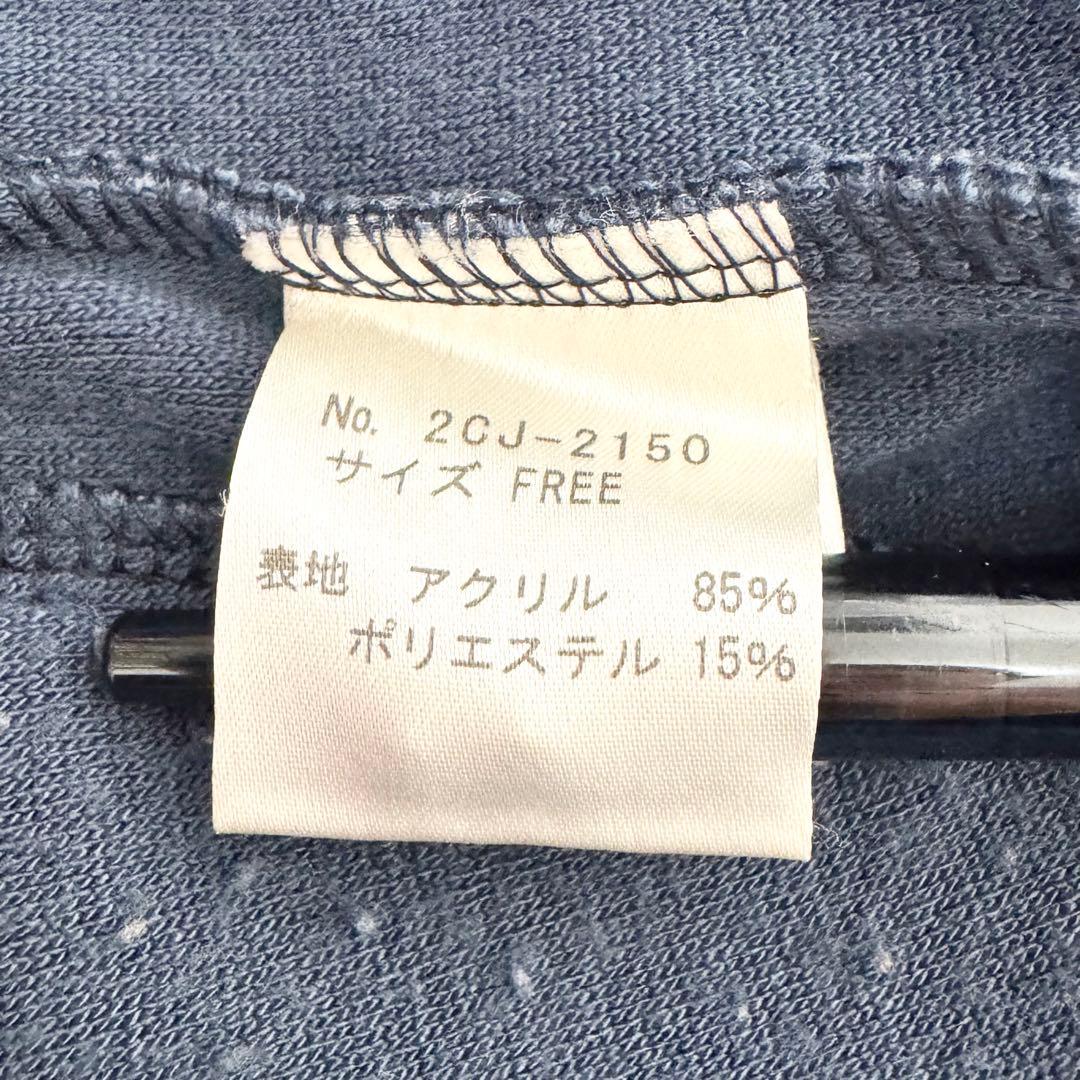 No. 2CJ-2150
サイズ FREE
表地 アクリル 85%
ポリエステル 15%